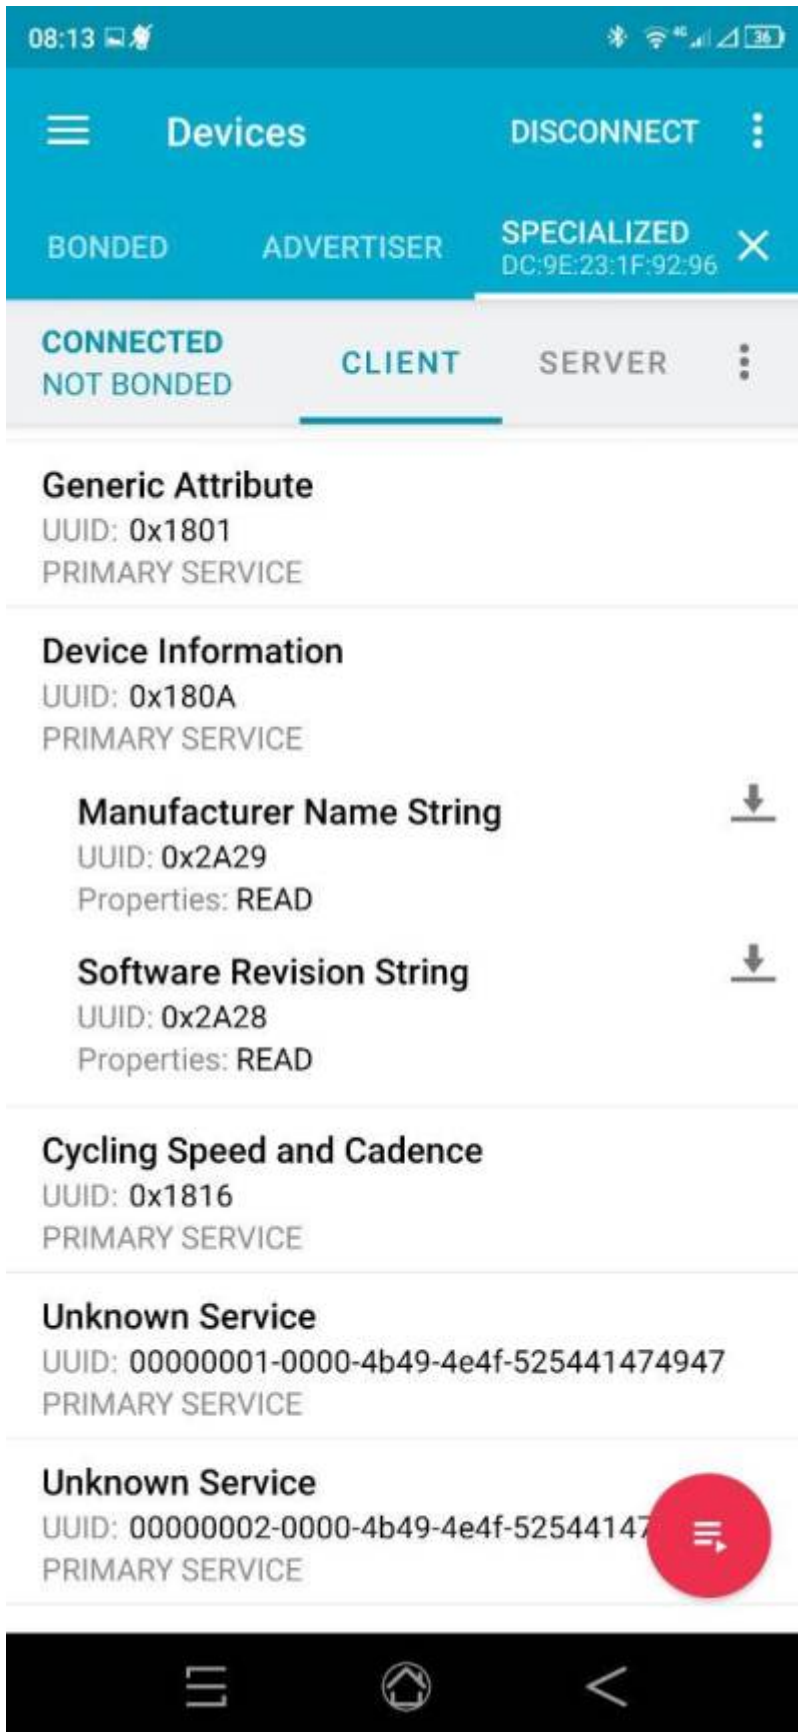 08:13
4G
36
Devices
DISCONNECT
BONDED
ADVERTISER
SPECIALIZED
DC:9E:23:1F:92:96
CONNECTED
NOT BONDED
CLIENT
SERVER
Generic Attribute
UUID: 0x1801
PRIMARY SERVICE
Device Information
UUID: 0x180A
PRIMARY SERVICE
Manufacturer Name String
UUID: 0x2A29
Properties: READ
Software Revision String
UUID: 0x2A28
Properties: READ
Cycling Speed and Cadence
UUID: 0x1816
PRIMARY SERVICE
Unknown Service
UUID: 00000001-0000-4b49-4e4f-525441474947
PRIMARY SERVICE
Unknown Service
UUID: 00000002-0000-4b49-4e4f-52544147
PRIMARY SERVICE